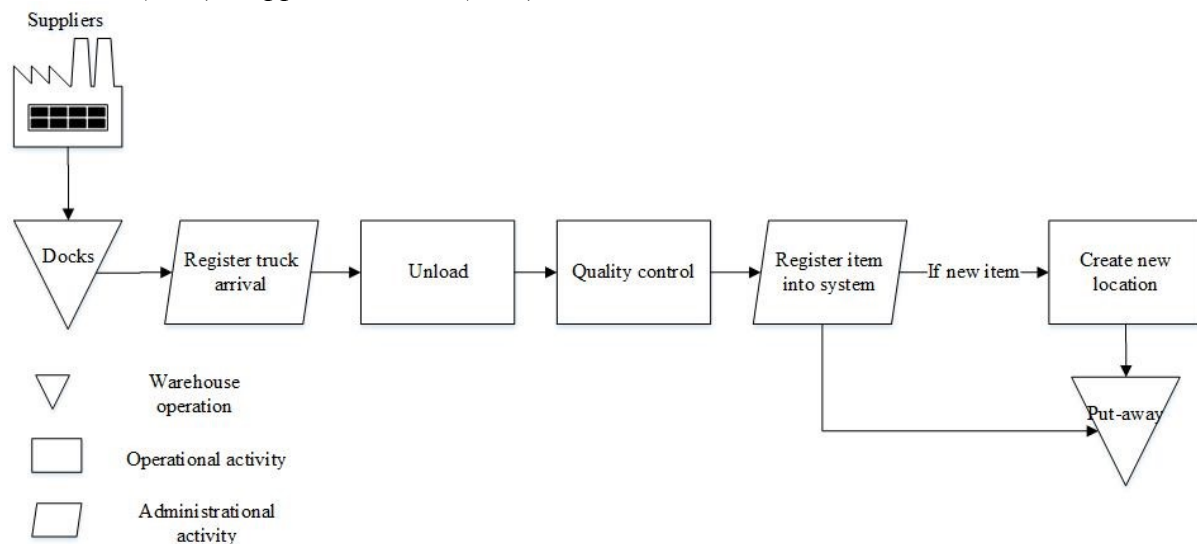 Suppliers
Docks
Register truck
arrival
Unload
Quality control
Register item
into system
If new item
Create new
location
Put-away
Warehouse
operation
Operational activity
Administrational
activity